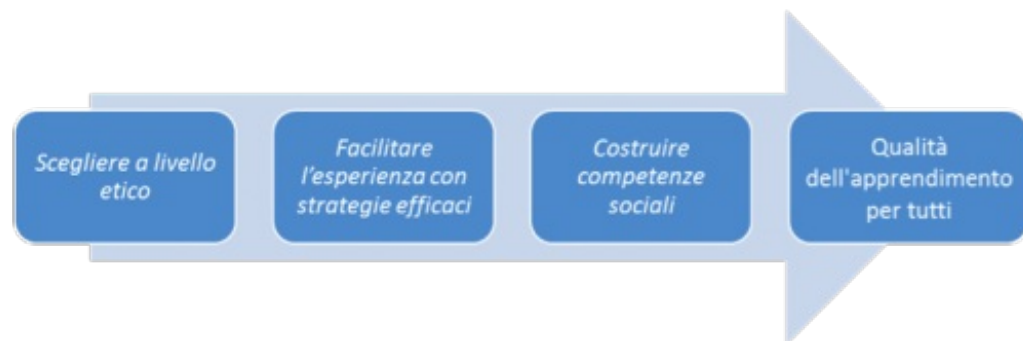 Scegliere a livello
etico
Facilitare
l'esperienza con
strategie efficaci
Costruire
competenze
sociali
Qualità
dell'apprendimento
per tutti